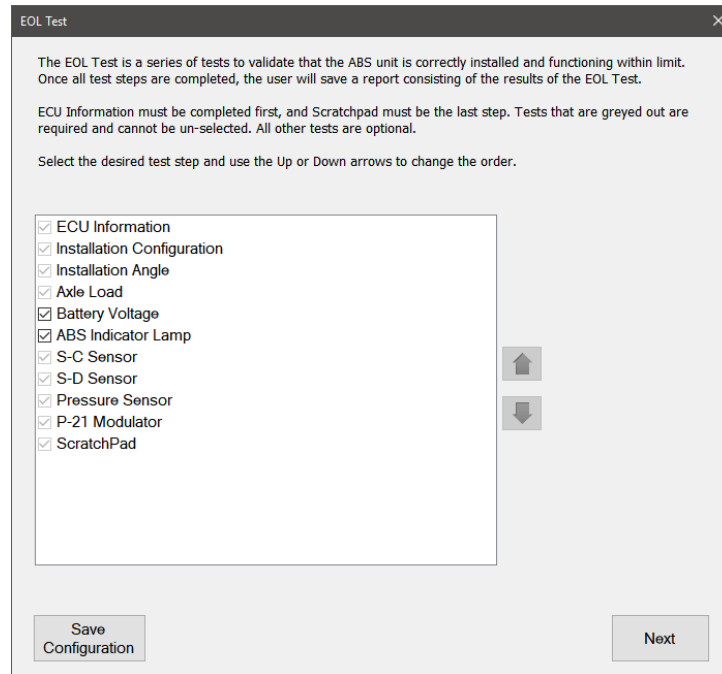 EOL Test
The EOL Test is a series of tests to validate that the ABS unit is correctly installed and functioning within limit.
Once all test steps are completed, the user will save a report consisting of the results of the EOL Test.
ECU Information must be completed first, and Scratchpad must be the last step. Tests that are greyed out are
required and cannot be un-selected. All other tests are optional.
Select the desired test step and use the Up or Down arrows to change the order.
ECU Information
Installation Configuration
Installation Angle
Axle Load
Battery Voltage
ABS Indicator Lamp
S-C Sensor
S-D Sensor
Pressure Sensor
P-21 Modulator
ScratchPad
Save
Configuration
Next